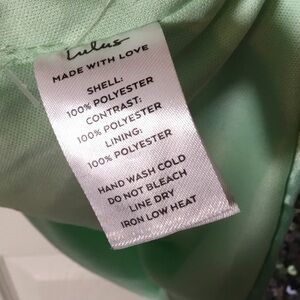 Lulus
MADE WITH LOVE
SHELL:
100% POLYESTER
CONTRAST:
100% POLYESTER
LINING:
100% POLYESTER
HAND WASH COLD
DO NOT BLEACH
LINE DRY
IRON LOW HEAT